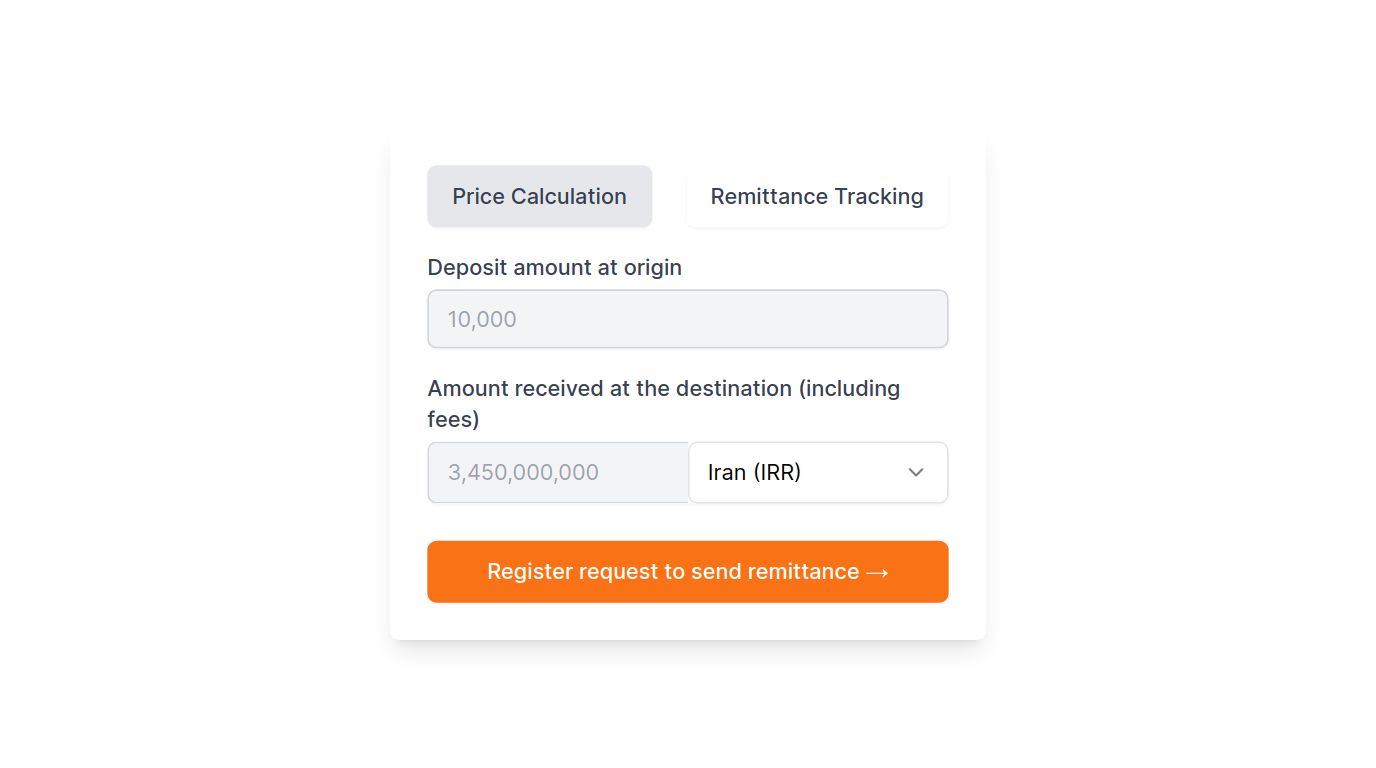 Price Calculation
Remittance Tracking
Deposit amount at origin
10,000
Amount received at the destination (including
fees)
3,450,000,000
Iran (IRR)
Register request to send remittance →